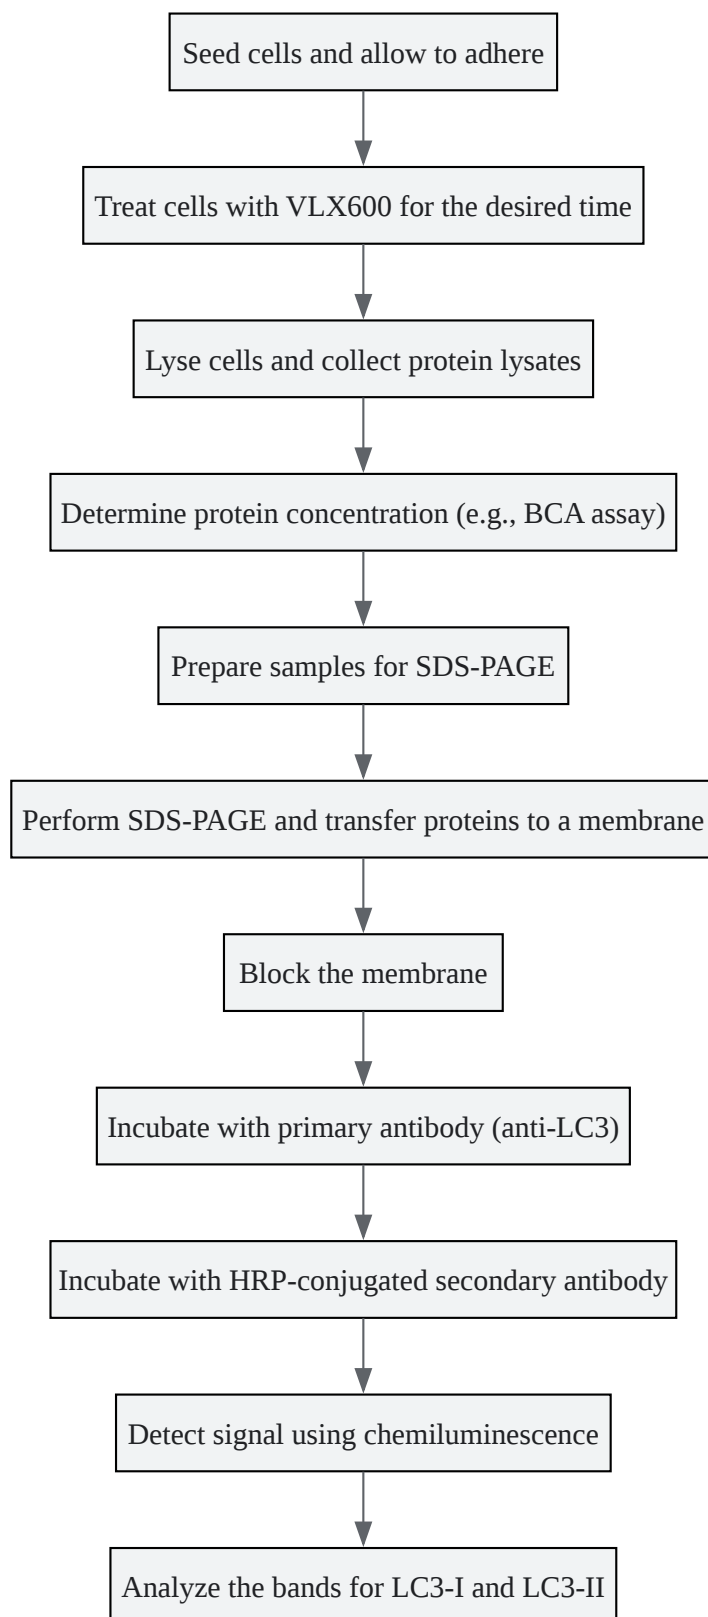 Seed cells and allow to adhere
Treat cells with VLX600 for the desired time
Lyse cells and collect protein lysates
Determine protein concentration (e.g., BCA assay)
Prepare samples for SDS-PAGE
Perform SDS-PAGE and transfer proteins to a membrane
Block the membrane
Incubate with primary antibody (anti-LC3)
Incubate with HRP-conjugated secondary antibody
Detect signal using chemiluminescence
Analyze the bands for LC3-I and LC3-II